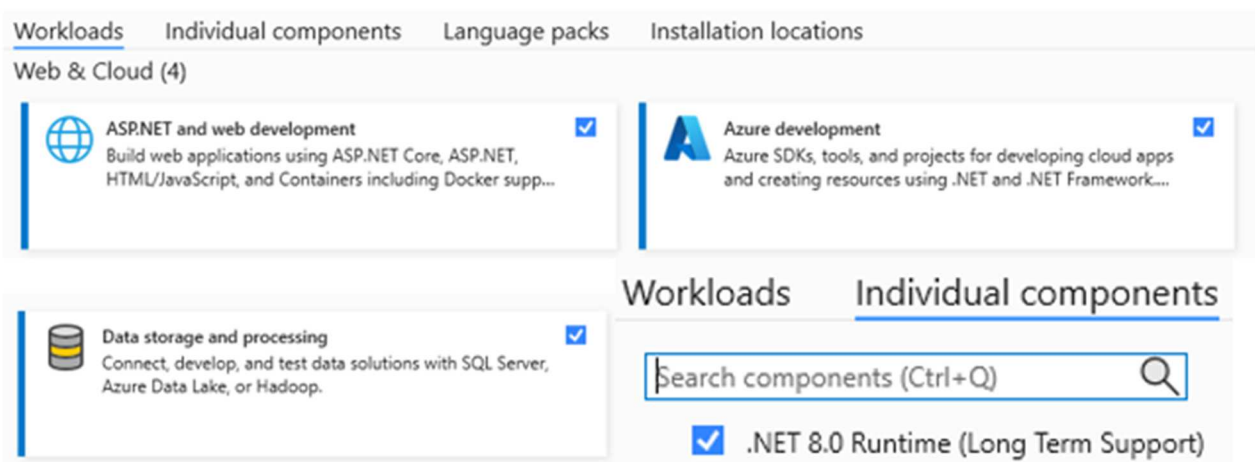 Workloads Individual components Language packs Installation locations
Web & Cloud (4)
ASP.NET and web development
Build web applications using ASP.NET Core, ASP.NET,
HTML/JavaScript, and Containers including Docker supp...
Azure development
Azure SDKs, tools, and projects for developing cloud apps
and creating resources using .NET and .NET Framework....
Data storage and processing
Connect, develop, and test data solutions with SQL Server,
Azure Data Lake, or Hadoop.
Workloads Individual components
Search components (Ctrl+Q)
.NET 8.0 Runtime (Long Term Support)